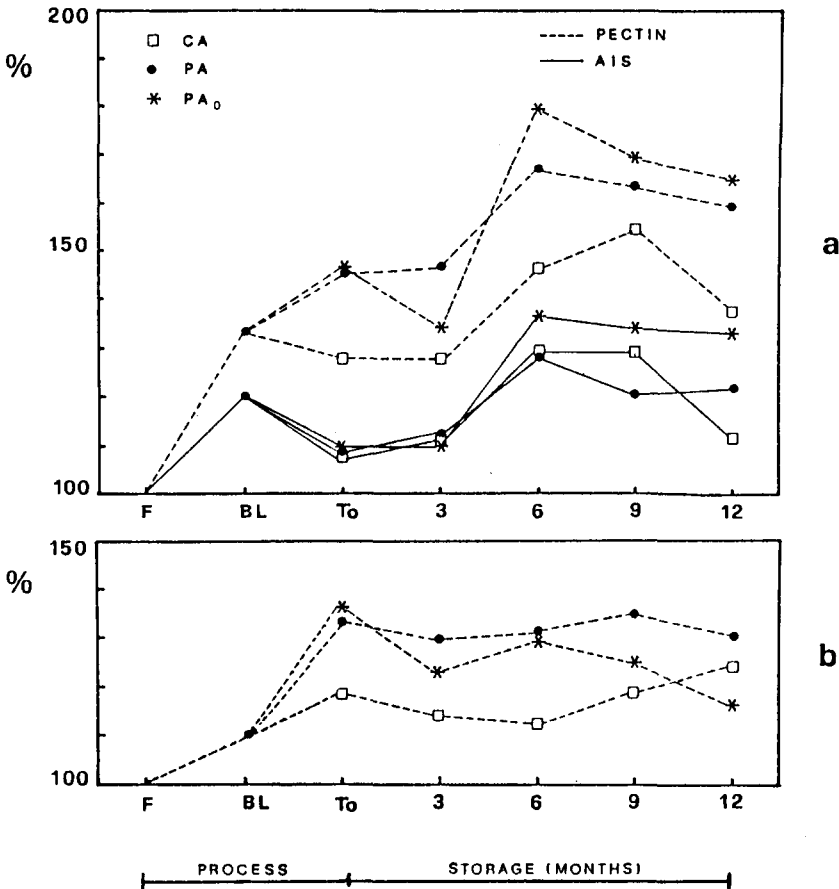 200
%
CA
PA
PA0
PECTIN
AIS
150
a
100
F BL To 3 6 9 12
150
%
b
100
F BL To 3 6 9 12
PROCESS STORAGE (MONTHS)